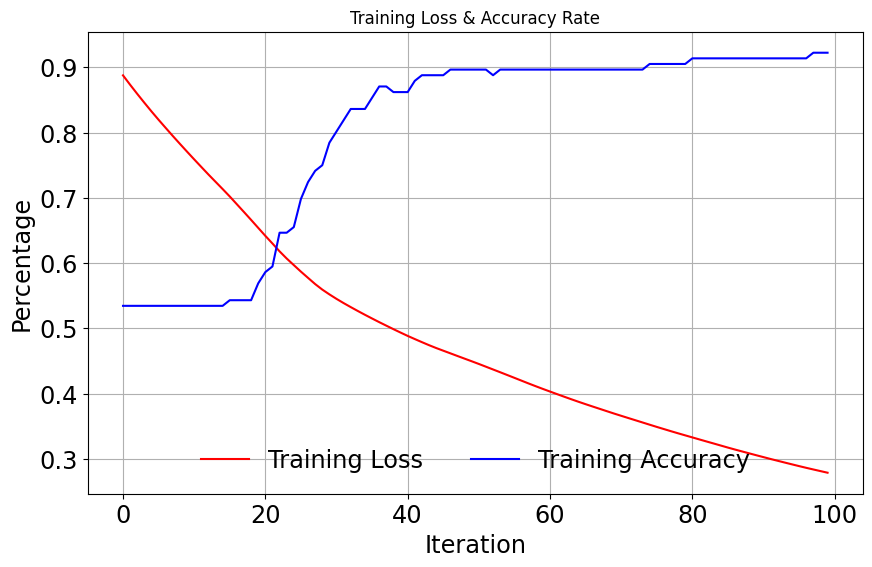 Training Loss & Accuracy Rate
Percentage
0.9
0.8
0.7
0.6
0.5
0.4
0.3
Training Loss
Training Accuracy
0 20 40 60 80 100
Iteration